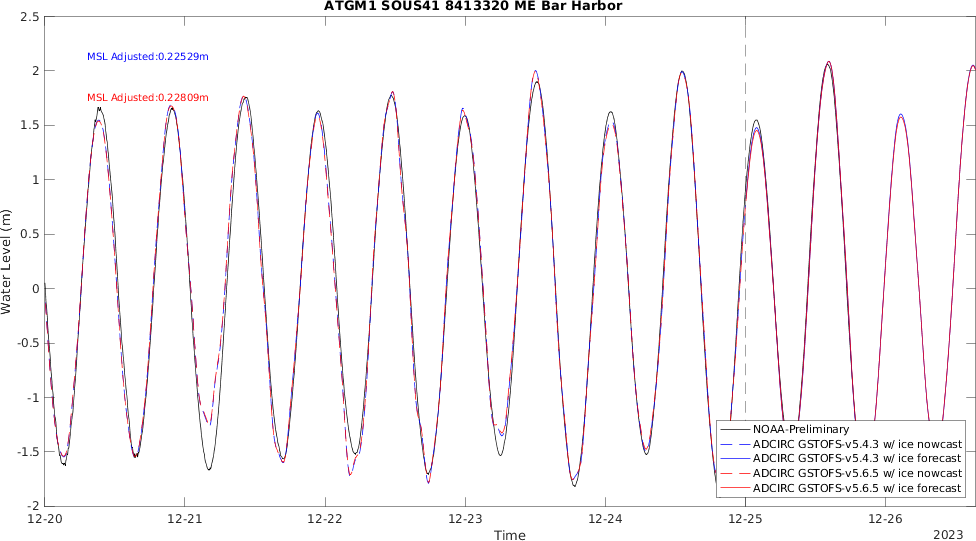 ATGM1 SOUS41 8413320 ME Bar Harbor
2.5
MSL Adjusted:0.22529m
2
MSL Adjusted:0.22809m
1.5
1
0.5
Water Level (m)
0
-0.5
-1
-1.5
-2
NOAA-Preliminary
ADCIRC GSTOFS-v5.4.3 w/ ice nowcast
ADCIRC GSTOFS-v5.4.3 w/ ice forecast
ADCIRC GSTOFS-v5.6.5 w/ ice nowcast
ADCIRC GSTOFS-v5.6.5 w/ ice forecast
12-20 12-21 12-22 12-23 12-24 12-25 12-26
Time
2023